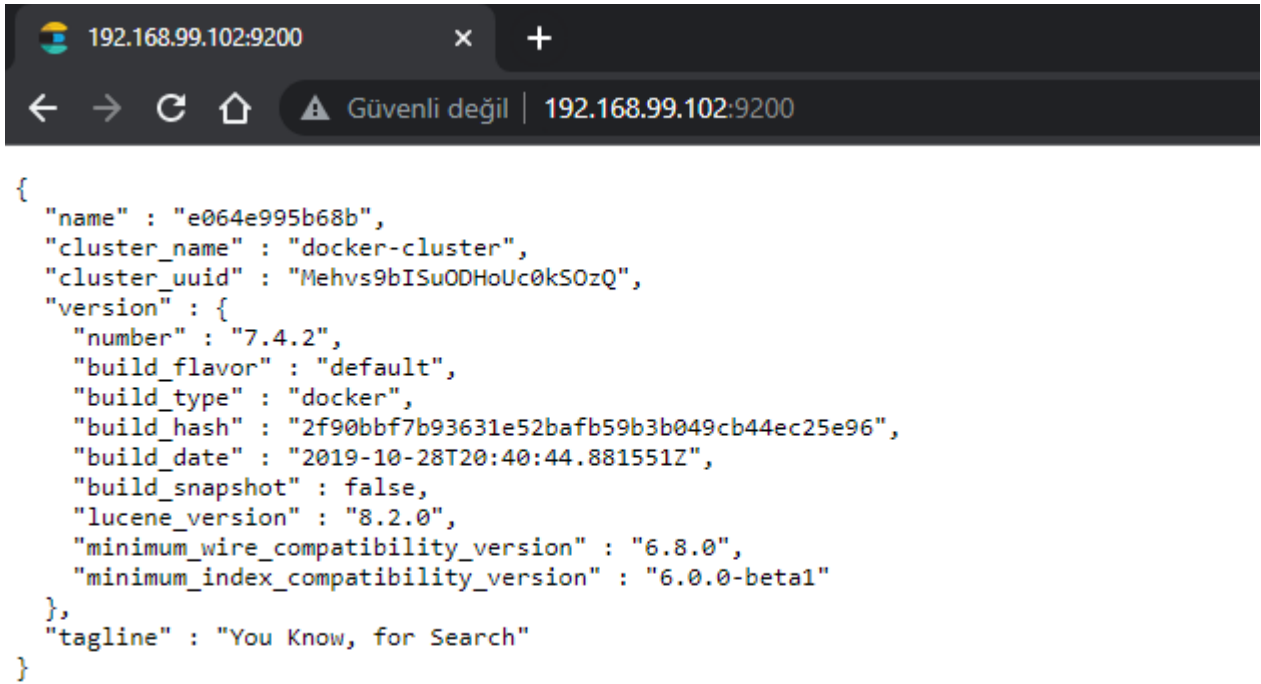 192.168.99.102:9200
Güvenli değil | 192.168.99.102:9200
{
  "name" : "e064e995b68b",
  "cluster_name" : "docker-cluster",
  "cluster_uuid" : "Mehvs9bISuODHoUc0kSOzQ",
  "version" : {
    "number" : "7.4.2",
    "build_flavor" : "default",
    "build_type" : "docker",
    "build_hash" : "2f90bbf7b93631e52bafb59b3b049cb44ec25e96",
    "build_date" : "2019-10-28T20:40:44.881551Z",
    "build_snapshot" : false,
    "lucene_version" : "8.2.0",
    "minimum_wire_compatibility_version" : "6.8.0",
    "minimum_index_compatibility_version" : "6.0.0-beta1"
  },
  "tagline" : "You Know, for Search"
}